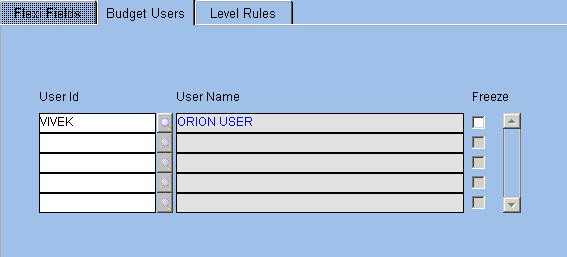 Flexi Fields Budget Users Level Rules
User Id User Name Freeze
VIVEK ORION USER